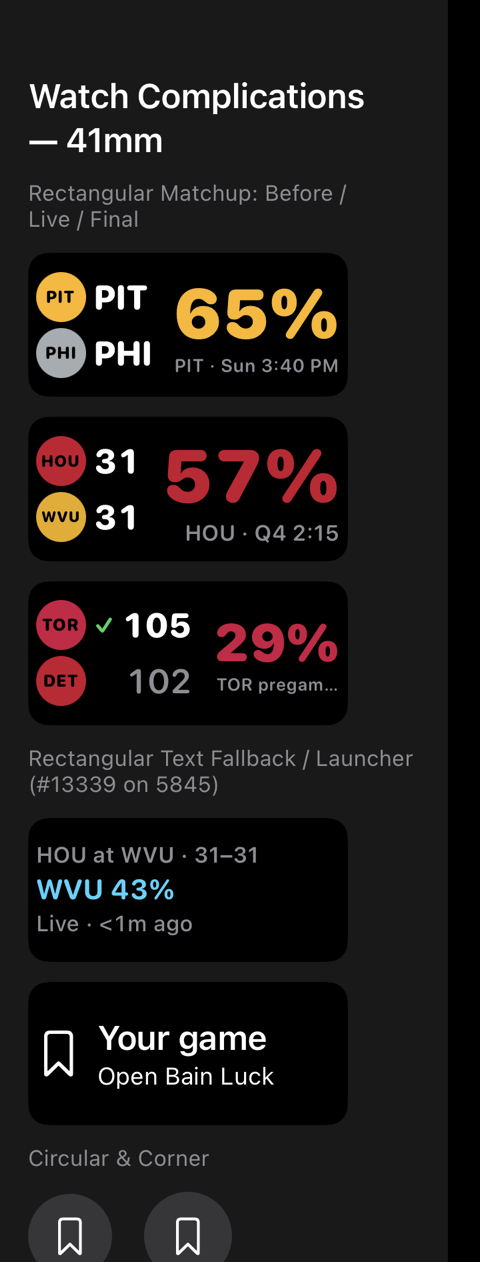 Watch Complications
— 41mm
Rectangular Matchup: Before /
Live / Final
PIT PIT 65%
PHI PHI PIT · Sun 3:40 PM
HOU 31 57%
WVU 31 HOU · Q4 2:15
TOR ✓ 105 29%
DET 102 TOR pregam...
Rectangular Text Fallback / Launcher
(#13339 on 5845)
HOU at WVU · 31–31
WVU 43%
Live · <1m ago
Your game
Open Bain Luck
Circular & Corner